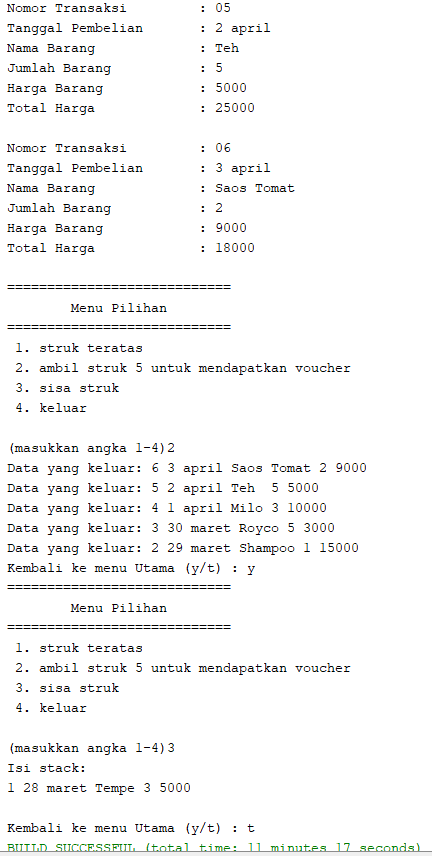 Nomor Transaksi : 05
Tanggal Pembelian : 2 april
Nama Barang : Teh
Jumlah Barang : 5
Harga Barang : 5000
Total Harga : 25000
Nomor Transaksi : 06
Tanggal Pembelian : 3 april
Nama Barang : Saos Tomat
Jumlah Barang : 2
Harga Barang : 9000
Total Harga : 18000
============================
Menu Pilihan
============================
1. struk teratas
2. ambil struk 5 untuk mendapatkan voucher
3. sisa struk
4. keluar
(masukkan angka 1-4)2
Data yang keluar: 6 3 april Saos Tomat 2 9000
Data yang keluar: 5 2 april Teh  5 5000
Data yang keluar: 4 1 april Milo 3 10000
Data yang keluar: 3 30 maret Royco 5 3000
Data yang keluar: 2 29 maret Shampoo 1 15000
Kembali ke menu Utama (y/t) : y
============================
Menu Pilihan
============================
1. struk teratas
2. ambil struk 5 untuk mendapatkan voucher
3. sisa struk
4. keluar
(masukkan angka 1-4)3
Isi stack:
1 28 maret Tempe 3 5000
Kembali ke menu Utama (y/t) : t
BUILD SUCCESSFUL (total time: 11 minutes 17 seconds)